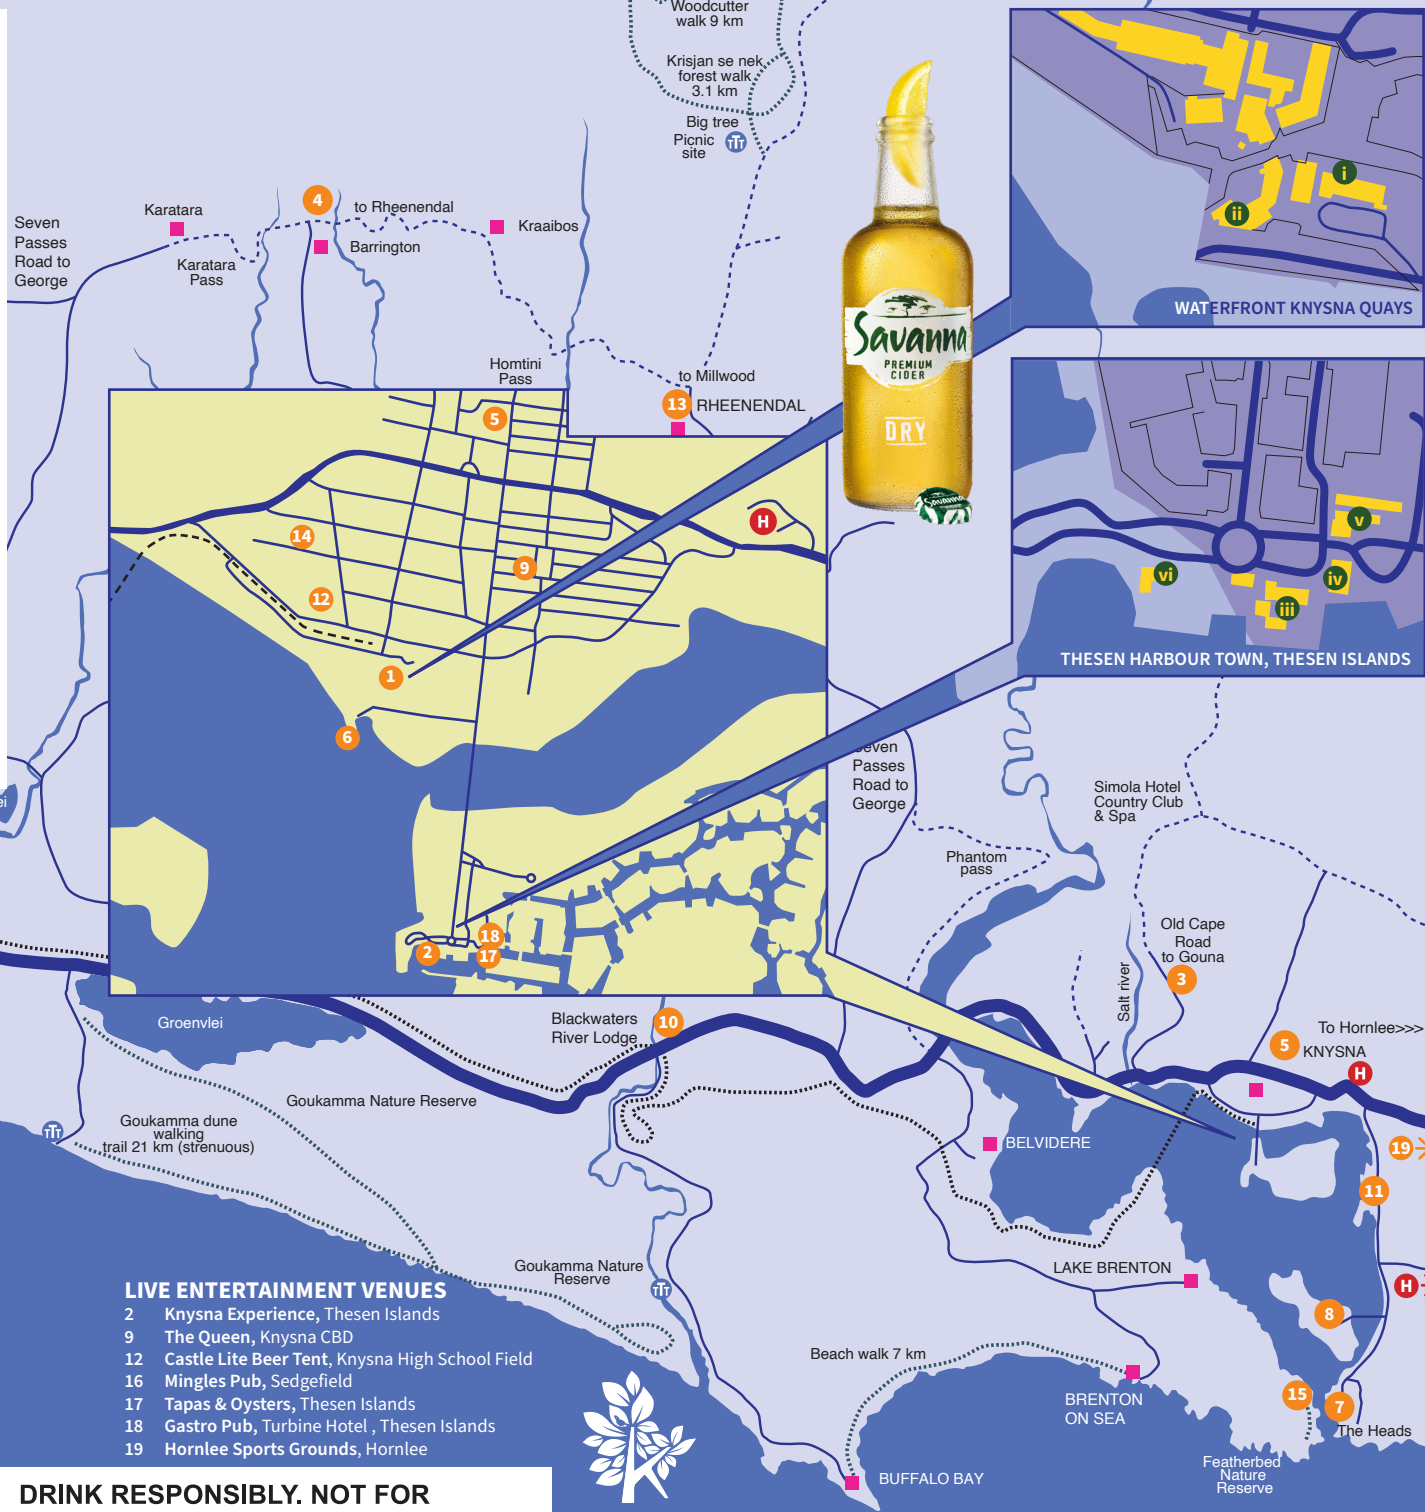 Woodcutter
walk 9 km
Krisjan se nek
forest walk
3.1 km
Big tree
Picnic
site
Seven
Passes
Road to
George
Karatara
4
to Rheenendal
Barrington
Kraaibos
Karatara
Pass
Homtini
Pass
to Millwood
13 RHEENENDAL
Savanna
PREMIUM
CIDER
DRY
Savanna
i
ii
WATERFRONT KNYSNA QUAYS
v
vi
iv
iii
THESEN HARBOUR TOWN, THESEN ISLANDS
5
H
14
9
12
1
6
18
2
17
ei
Seven
Passes
Road to
George
Simola Hotel
Country Club
& Spa
Phantom
pass
Old Cape
Road
to Gouna
3
Salt river
Groenvlei
Blackwaters
River Lodge
10
To Hornlee>>>
5 KNYSNA
H
Goukamma Nature Reserve
Goukamma dune
walking
trail 21 km (strenuous)
BELVIDERE
19
11
Goukamma Nature
Reserve
LAKE BRENTON
H
8
Beach walk 7 km
BRENTON
ON SEA
15
7
The Heads
Featherbed
Nature
Reserve
BUFFALO BAY
LIVE ENTERTAINMENT VENUES
2 Knysna Experience, Thesen Islands
9 The Queen, Knysna CBD
12 Castle Lite Beer Tent, Knysna High School Field
16 Mingles Pub, Sedgefield
17 Tapas & Oysters, Thesen Islands
18 Gastro Pub, Turbine Hotel , Thesen Islands
19 Hornlee Sports Grounds, Hornlee
DRINK RESPONSIBLY. NOT FOR